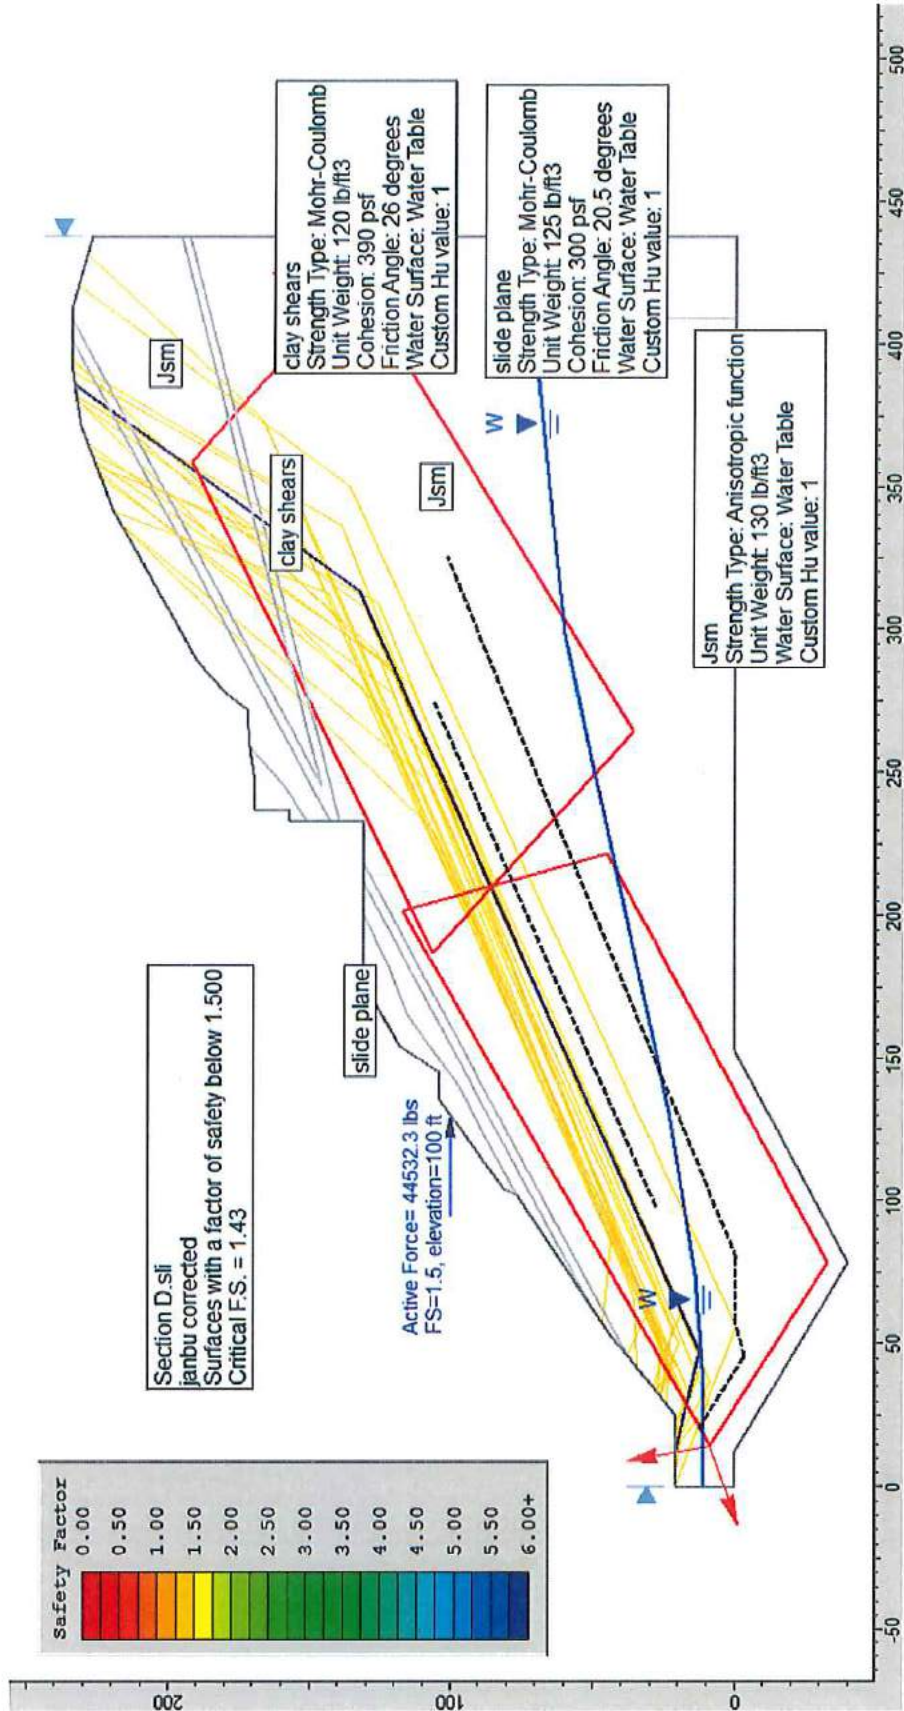 Safety Factor
0.00
0.50
1.00
1.50
2.00
2.50
3.00
3.50
4.00
4.50
5.00
5.50
6.00+
Section D.sli
janbu corrected
Surfaces with a factor of safety below 1.500
Critical F.S. = 1.43
Active Force= 44532.3 lbs
FS=1.5, elevation=100 ft
slide plane
clay shears
Jsm
Jsm
W
W
clay shears
Strength Type: Mohr-Coulomb
Unit Weight: 120 lb/ft3
Cohesion: 390 psf
Friction Angle: 26 degrees
Water Surface: Water Table
Custom Hu value: 1
slide plane
Strength Type: Mohr-Coulomb
Unit Weight: 125 lb/ft3
Cohesion: 300 psf
Friction Angle: 20.5 degrees
Water Surface: Water Table
Custom Hu value: 1
Jsm
Strength Type: Anisotropic function
Unit Weight: 130 lb/ft3
Water Surface: Water Table
Custom Hu value: 1
200
100
0
-50
0
50
100
150
200
250
300
350
400
450
500